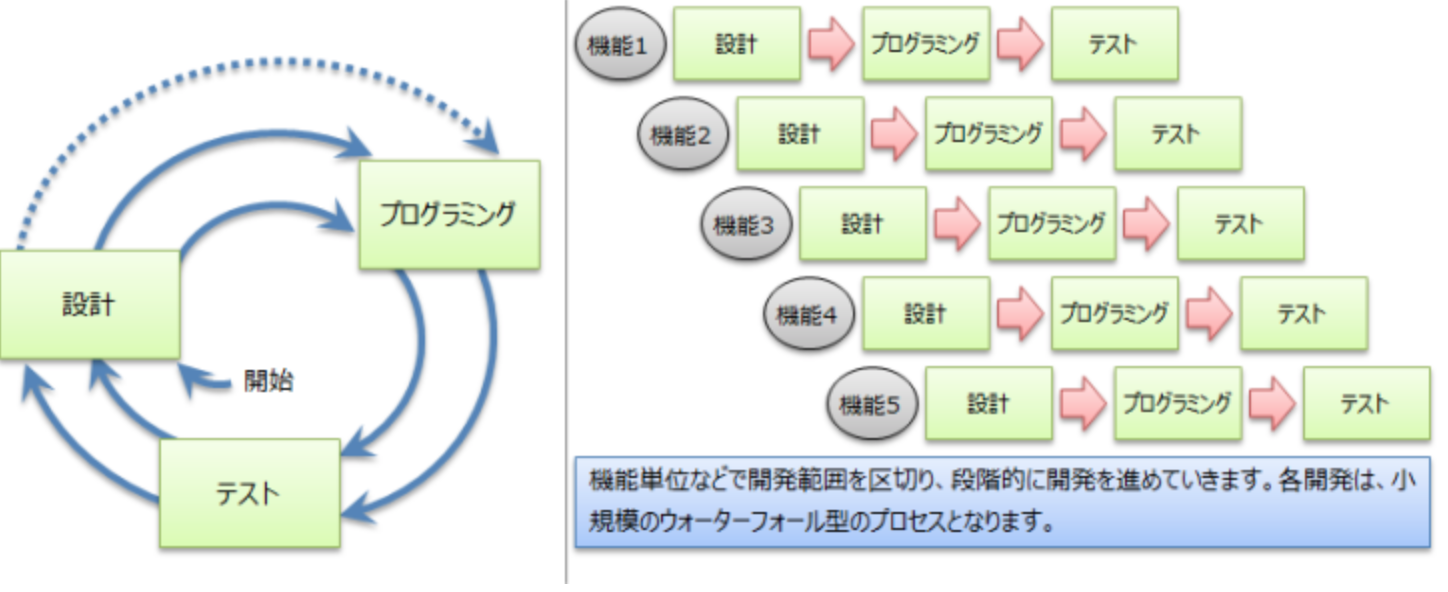 プログラミング
設計
開始
テスト
機能1 設計 プログラミング テスト
機能2 設計 プログラミング テスト
機能3 設計 プログラミング テスト
機能4 設計 プログラミング テスト
機能5 設計 プログラミング テスト
機能単位などで開発範囲を区切り、段階的に開発を進めていきます。各開発は、小
規模のウォーターフォール型のプロセスとなります。